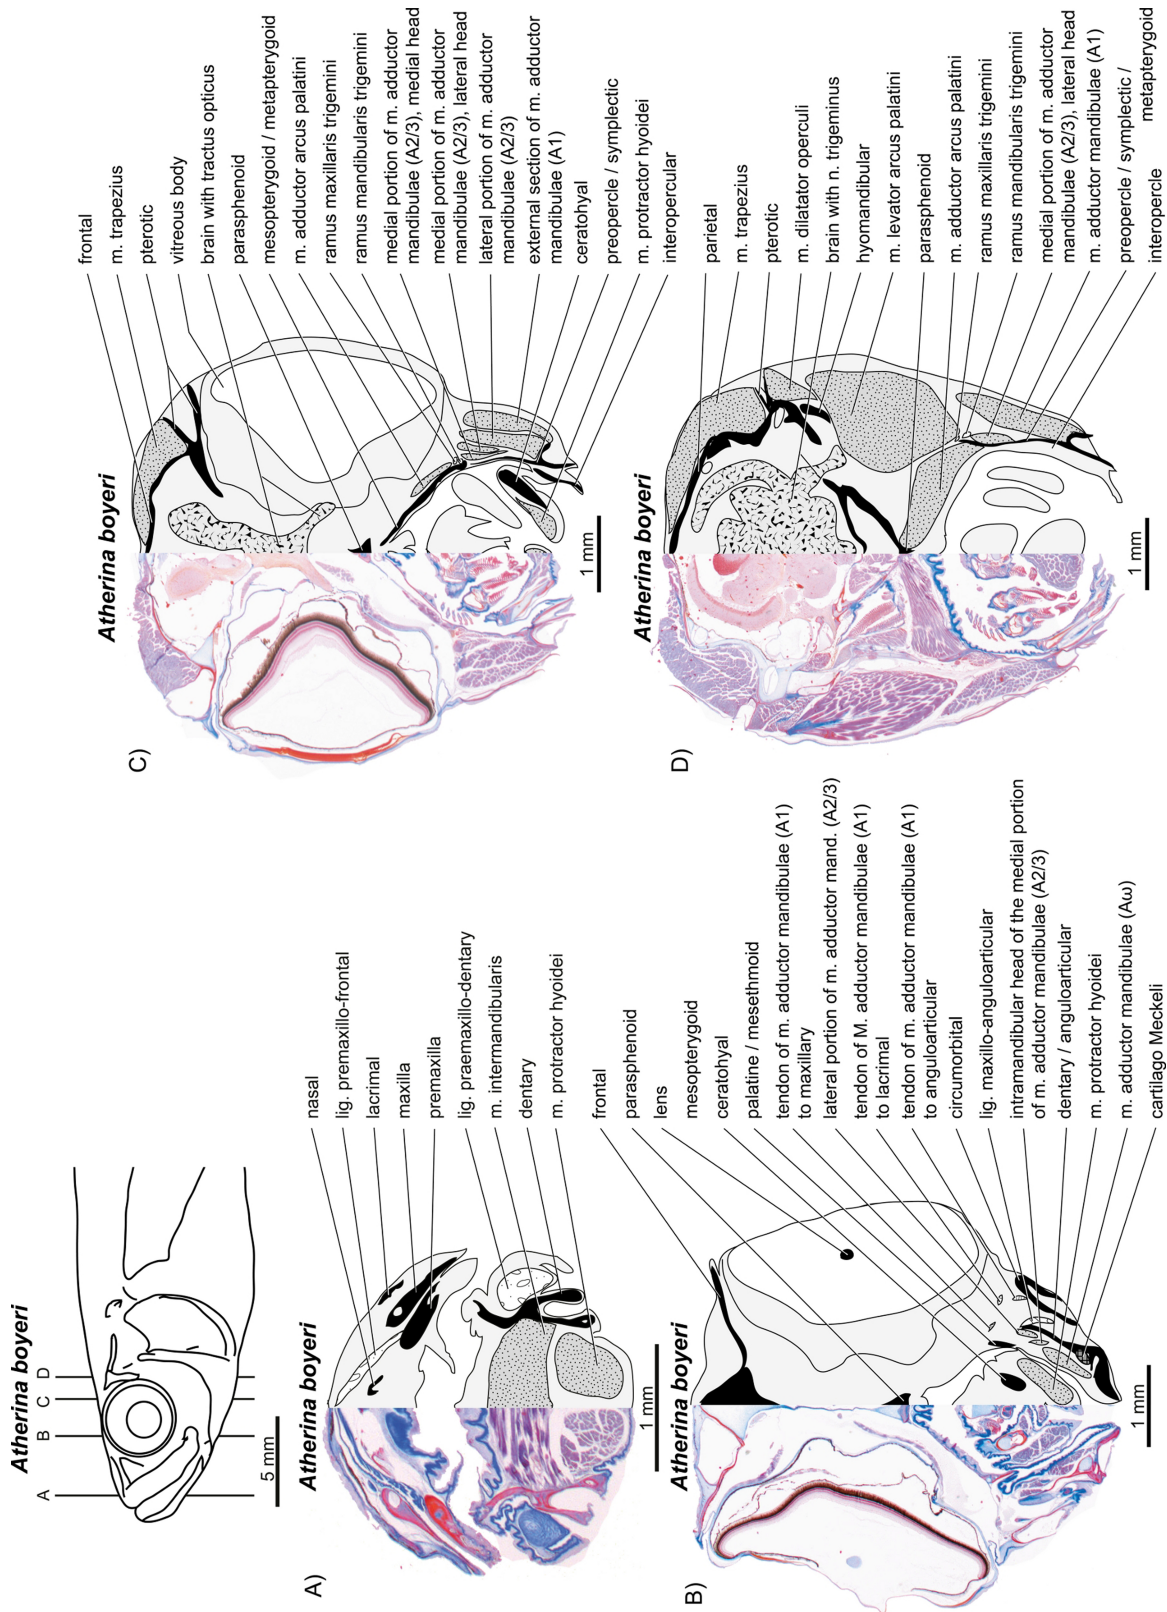 Atherina boyeri
A
B
C
D
5 mm
A)
Atherina boyeri
nasal
lig. premaxillo-frontal
lacrimal
maxilla
premaxilla
lig. praemaxillo-dentary
m. intermandibularis
dentary
m. protractor hyoidei
1 mm
B)
Atherina boyeri
frontal
parasphenoid
lens
mesopterygoid
ceratohyal
palatine / mesethmoid
tendon of m. adductor mandibulae (A1)
to maxillary
lateral portion of m. adductor mand. (A2/3)
tendon of M. adductor mandibulae (A1)
to lacrimal
tendon of m. adductor mandibulae (A1)
to anguloarticular
circumorbital
lig. maxillo-anguloarticular
intramandibular head of the medial portion
of m. adductor mandibulae (A2/3)
dentary / anguloarticular
m. protractor hyoidei
m. adductor mandibulae (Aω)
cartilago Meckeli
1 mm
C)
Atherina boyeri
frontal
m. trapezius
pterotic
vitreous body
brain with tractus opticus
parasphenoid
mesopterygoid / metapterygoid
m. adductor arcus palatini
ramus maxillaris trigemini
ramus mandibularis trigemini
medial portion of m. adductor
mandibulae (A2/3), medial head
medial portion of m. adductor
mandibulae (A2/3), lateral head
lateral portion of m. adductor
mandibulae (A2/3)
external section of m. adductor
mandibulae (A1)
ceratohyal
preopercle / symplectic
m. protractor hyoidei
interopercular
1 mm
D)
Atherina boyeri
parietal
m. trapezius
pterotic
m. dilatator operculi
brain with n. trigeminus
hyomandibular
m. levator arcus palatini
parasphenoid
m. adductor arcus palatini
ramus maxillaris trigemini
ramus mandibularis trigemini
medial portion of m. adductor
mandibulae (A2/3), lateral head
m. adductor mandibulae (A1)
preopercle / symplectic /
metapterygoid
interopercle
1 mm